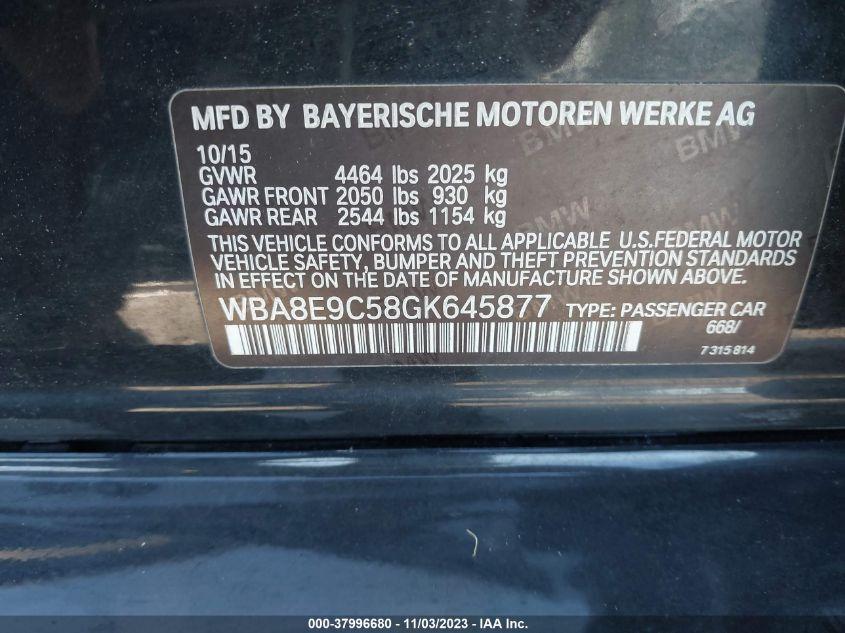 MFD BY BAYERISCHE MOTOREN WERKE AG
10/15
GVWR 4464 lbs 2025 kg
GAWR FRONT 2050 lbs 930 kg
GAWR REAR 2544 lbs 1154 kg
THIS VEHICLE CONFORMS TO ALL APPLICABLE U.S.FEDERAL MOTOR
VEHICLE SAFETY, BUMPER AND THEFT PREVENTION STANDARDS
IN EFFECT ON THE DATE OF MANUFACTURE SHOWN ABOVE.
WBA8E9C58GK645877 TYPE: PASSENGER CAR
668/
7 315 814
000-37996680 - 11/03/2023 - IAA Inc.